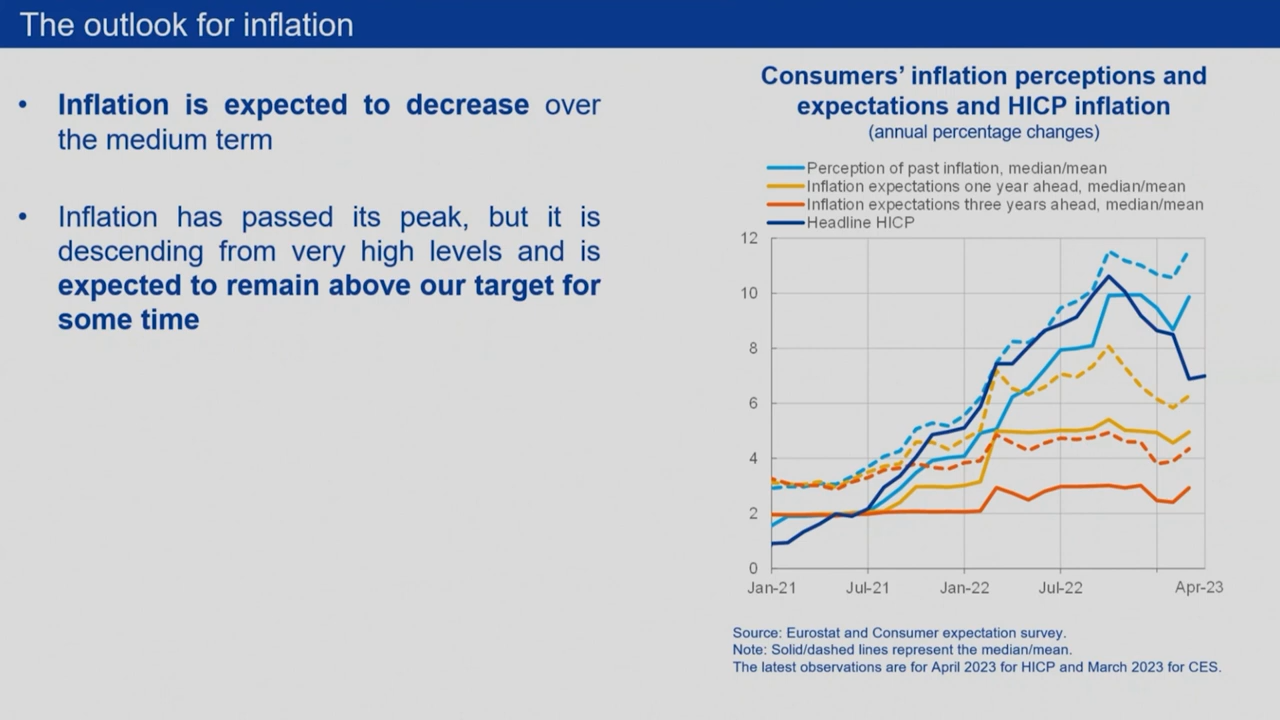 The outlook for inflation
• Inflation is expected to decrease over
the medium term
• Inflation has passed its peak, but it is
descending from very high levels and is
expected to remain above our target for
some time
Consumers’ inflation perceptions and
expectations and HICP inflation
(annual percentage changes)
Perception of past inflation, median/mean
Inflation expectations one year ahead, median/mean
Inflation expectations three years ahead, median/mean
Headline HICP
12
10
8
6
4
2
0
Jan-21 Jul-21 Jan-22 Jul-22 Apr-23
Source: Eurostat and Consumer expectation survey.
Note: Solid/dashed lines represent the median/mean.
The latest observations are for April 2023 for HICP and March 2023 for CES.